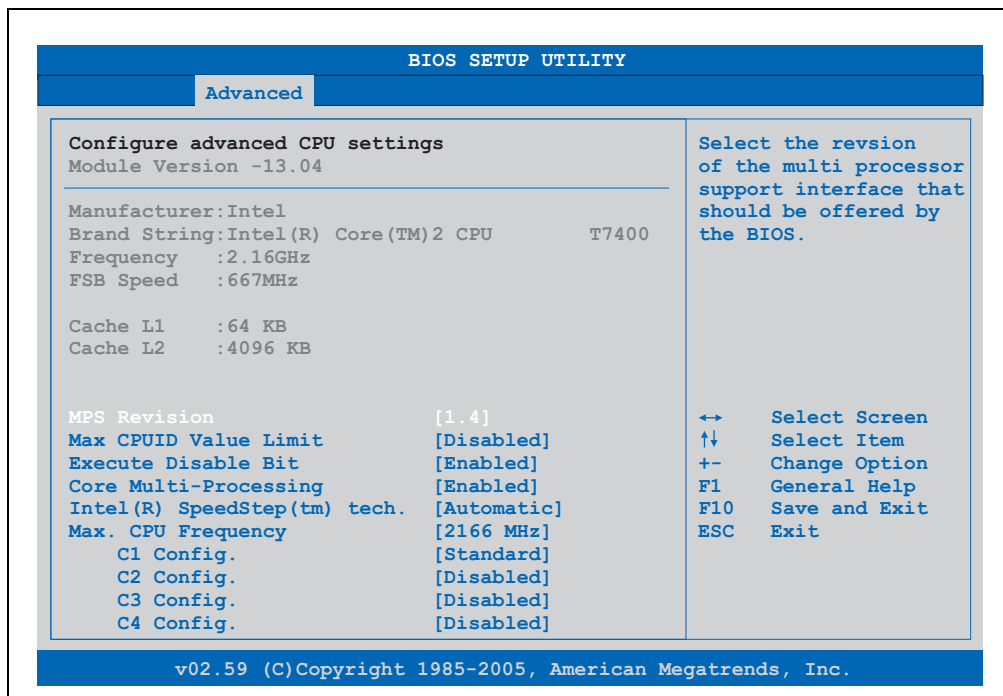 BIOS SETUP UTILITY
Advanced
Configure advanced CPU settings
Module Version -13.04
Manufacturer:Intel
Brand String:Intel(R) Core(TM)2 CPU T7400
Frequency :2.16GHz
FSB Speed :667MHz
Cache L1 :64 KB
Cache L2 :4096 KB
MPS Revision [1.4]
Max CPUID Value Limit [Disabled]
Execute Disable Bit [Enabled]
Core Multi-Processing [Enabled]
Intel(R) SpeedStep(tm) tech. [Automatic]
Max. CPU Frequency [2166 MHz]
C1 Config. [Standard]
C2 Config. [Disabled]
C3 Config. [Disabled]
C4 Config. [Disabled]
Select the revsion
of the multi processor
support interface that
should be offered by
the BIOS.
↔ Select Screen
↑↓ Select Item
+- Change Option
F1 General Help
F10 Save and Exit
ESC Exit
v02.59 (C)Copyright 1985-2005, American Megatrends, Inc.